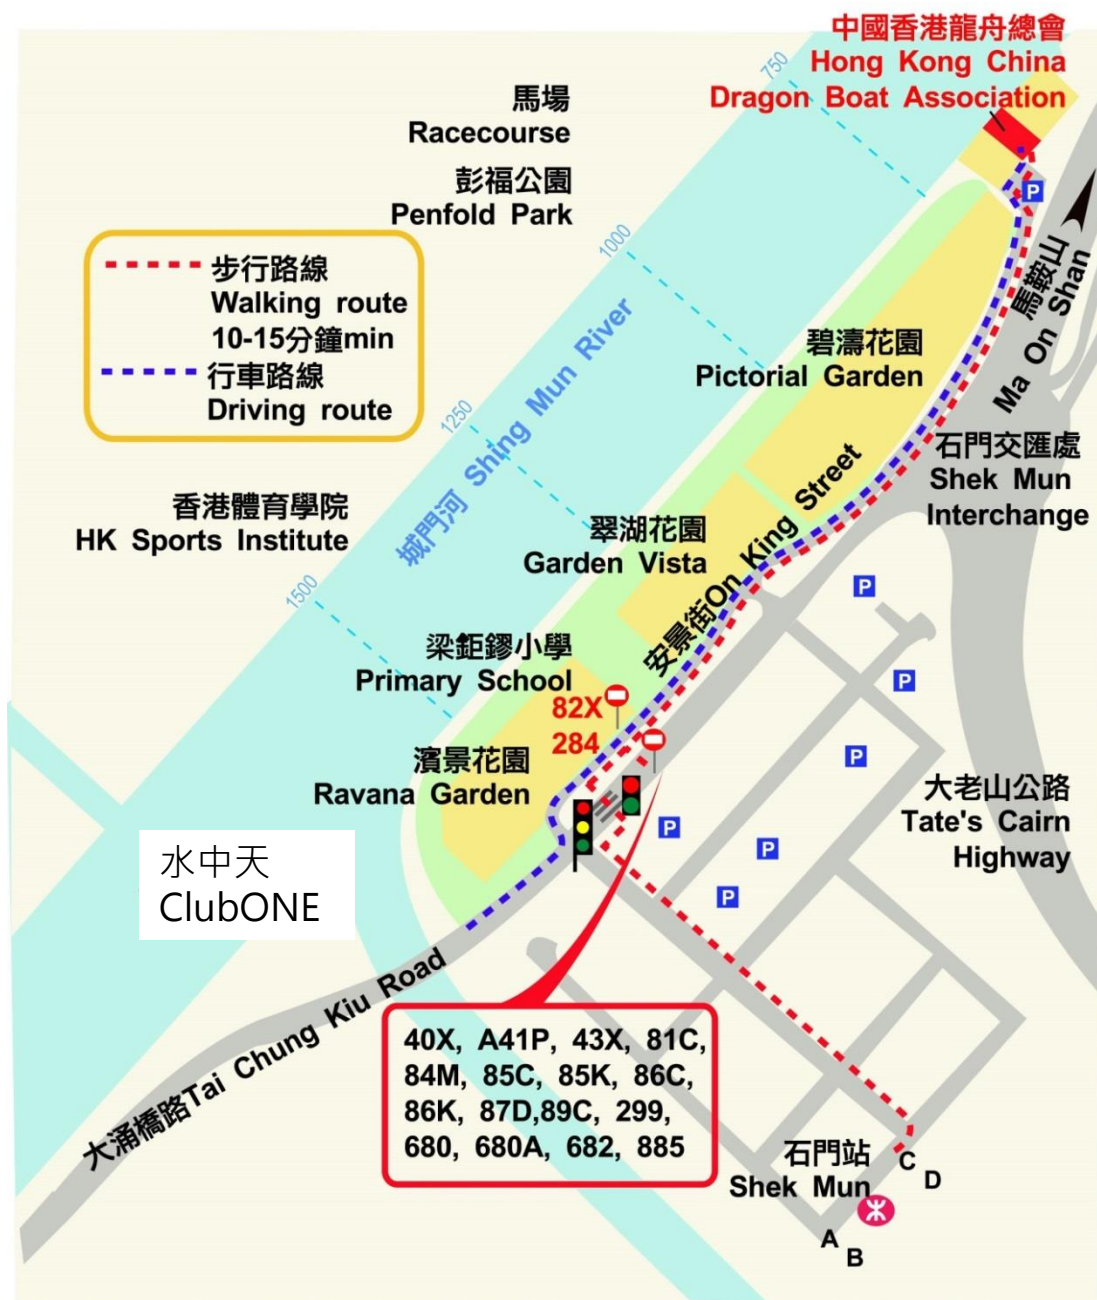 中國香港龍舟總會
Hong Kong China
Dragon Boat Association
750
馬場
Racecourse
彭福公園
Penfold Park
P
1000
步行路線
Walking route
10-15分鐘min
行車路線
Driving route
馬鞍山
Ma On Shan
城門河 Shing Mun River
碧濤花園
Pictorial Garden
1250
石門交匯處
Shek Mun
Interchange
香港體育學院
HK Sports Institute
翠湖花園
Garden Vista
安景街On King Street
1500
P
梁鉅鏐小學
Primary School
P
82X
284
濱景花園
Ravana Garden
P
大老山公路
Tate's Cairn
Highway
P
P
P
水中天
ClubONE
大涌橋路Tai Chung Kiu Road
40X, A41P, 43X, 81C,
84M, 85C, 85K, 86C,
86K, 87D,89C, 299,
680, 680A, 682, 885
石門站
Shek Mun
C
D
A
B